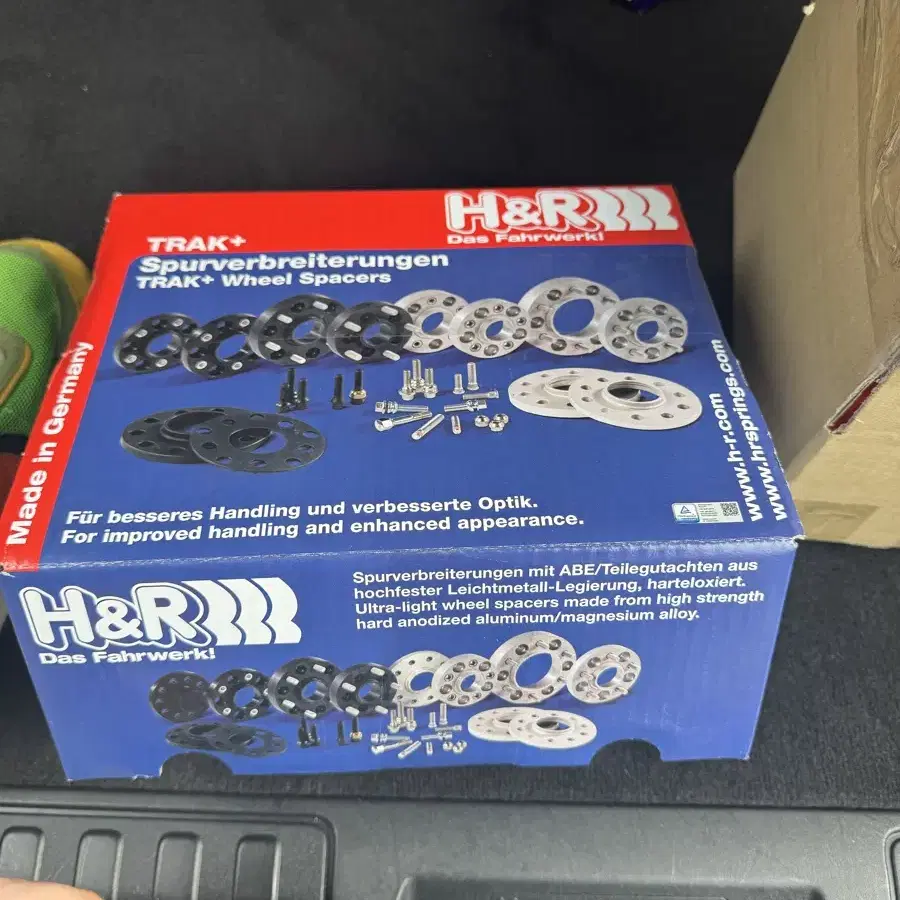 H&R
Das Fahrwerk!
TRAK+
Spurverbreiterungen
TRAK+ Wheel Spacers
Made in Germany
www.h-r.com
www.hrsprings.com
Für besseres Handling und verbesserte Optik.
For improved handling and enhanced appearance.
H&R
Das Fahrwerk!
Spurverbreiterungen mit ABE/Teilegutachten aus
hochfester Leichtmetall-Legierung, harteloxiert.
Ultra-light wheel spacers made from high strength
hard anodized aluminum/magnesium alloy.